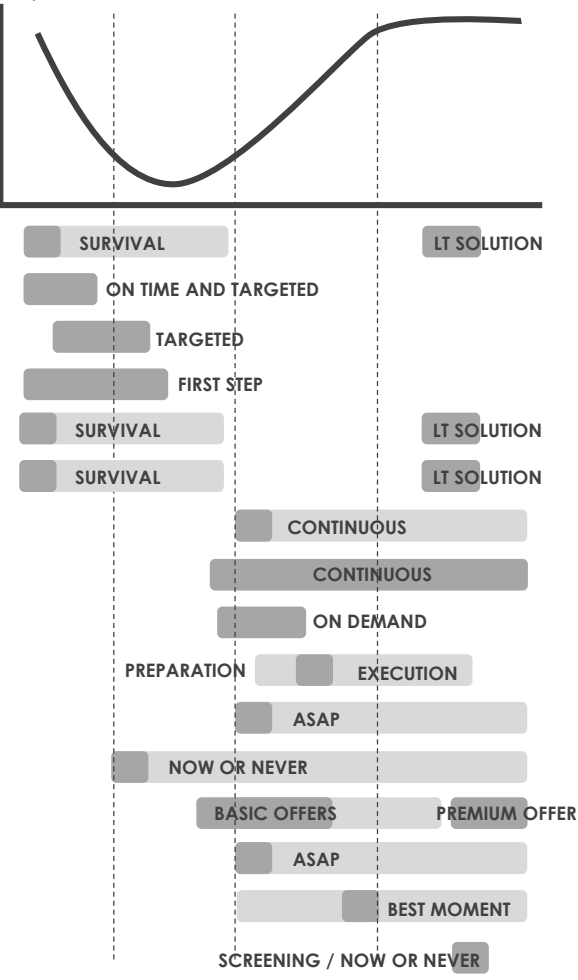 SURVIVAL LT SOLUTION
ON TIME AND TARGETED
TARGETED
FIRST STEP
SURVIVAL LT SOLUTION
SURVIVAL LT SOLUTION
CONTINUOUS
CONTINUOUS
ON DEMAND
PREPARATION EXECUTION
ASAP
NOW OR NEVER
BASIC OFFERS PREMIUM OFFER
ASAP
BEST MOMENT
SCREENING / NOW OR NEVER